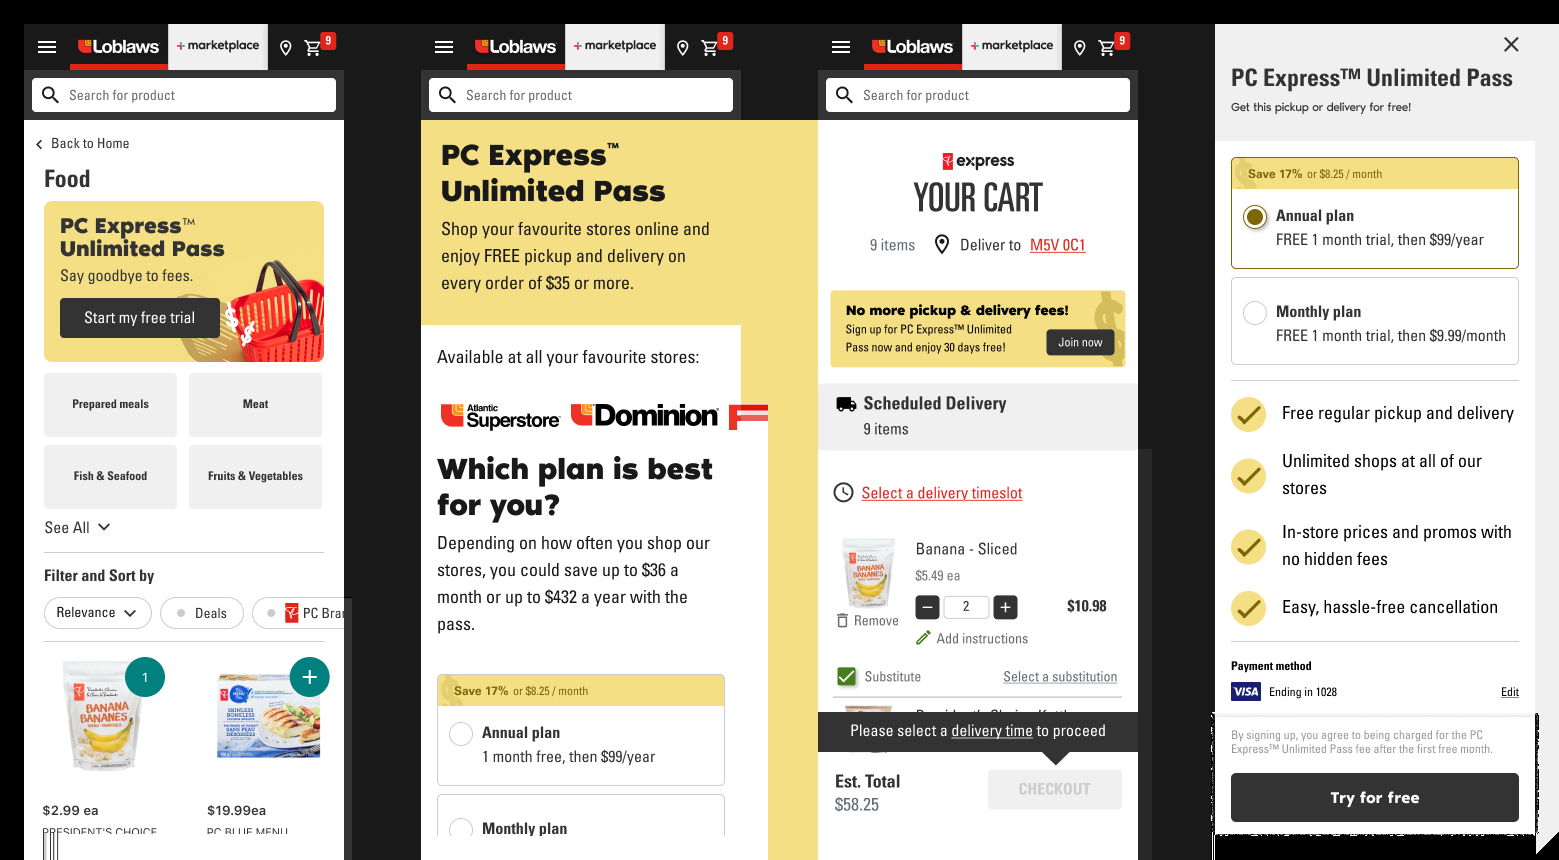 Loblaws
marketplace
9
Search for product
Back to Home
Food
PC Express™
Unlimited Pass
Say goodbye to fees.
Start my free trial
Prepared meals
Meat
Fish & Seafood
Fruits & Vegetables
See All
Filter and Sort by
Relevance
Deals
PC Bran
1
BANANA
BANANES
SKINLESS
BONELESS
$2.99 ea
$19.99ea
PRESIDENT'S CHOICE
PC BLUE MENU
Loblaws
marketplace
9
Search for product
PC Express™
Unlimited Pass
Shop your favourite stores online and
enjoy FREE pickup and delivery on
every order of $35 or more.
Available at all your favourite stores:
Atlantic
Superstore
Dominion
Which plan is best
for you?
Depending on how often you shop our
stores, you could save up to $36 a
month or up to $432 a year with the
pass.
Save 17% or $8.25 / month
Annual plan
1 month free, then $99/year
Monthly plan
Loblaws
marketplace
9
Search for product
express
YOUR CART
9 items
Deliver to M5V 0C1
No more pickup & delivery fees!
Sign up for PC Express™ Unlimited
Pass now and enjoy 30 days free!
Join now
Scheduled Delivery
9 items
Select a delivery timeslot
BANANA
BANANES
Banana - Sliced
$5.49 ea
2
$10.98
Remove
Add instructions
Substitute
Select a substitution
Please select a delivery time to proceed
Est. Total
$58.25
CHECKOUT
PC Express™ Unlimited Pass
Get this pickup or delivery for free!
Save 17% or $8.25 / month
Annual plan
FREE 1 month trial, then $99/year
Monthly plan
FREE 1 month trial, then $9.99/month
Free regular pickup and delivery
Unlimited shops at all of our
stores
In-store prices and promos with
no hidden fees
Easy, hassle-free cancellation
Payment method
VISA
Ending in 1028
Edit
By signing up, you agree to being charged for the PC
Express™ Unlimited Pass fee after the first free month.
Try for free